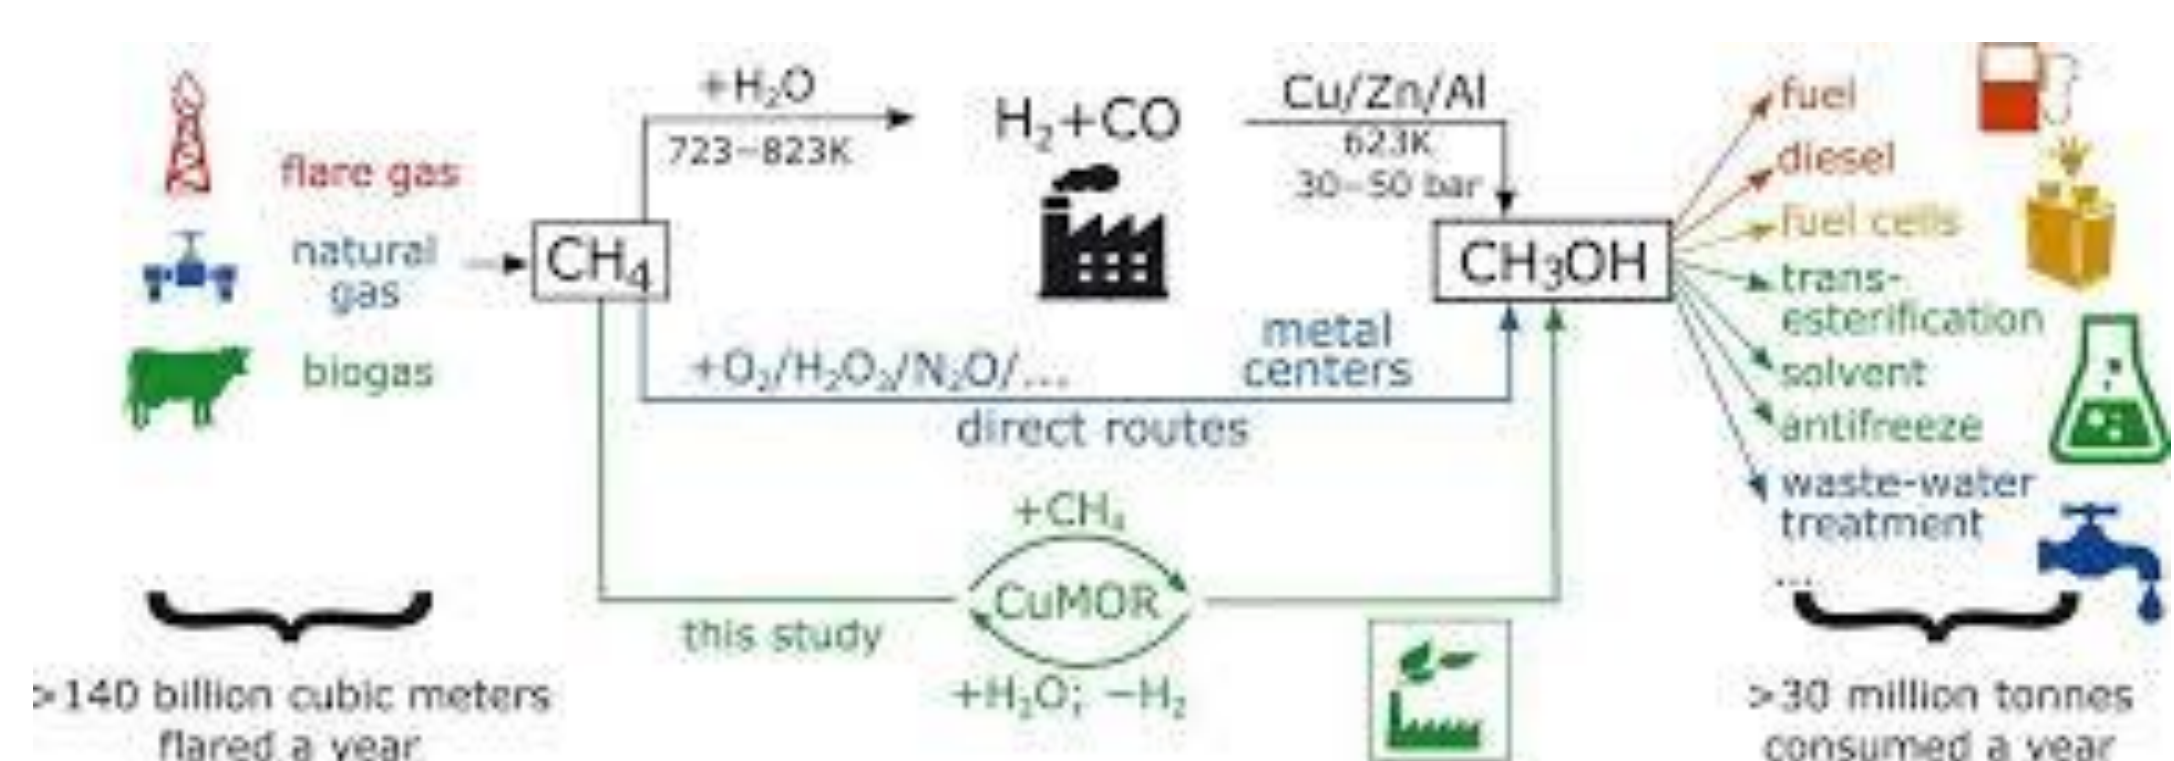 flare gas
natural
gas
biogas
>140 billion cubic meters
flared a year
CH₄
+H₂O
723–823K
H₂+CO
Cu/Zn/Al
623K
30–50 bar
CH₃OH
+O₂/H₂O₂/N₂O/...
metal
centers
direct routes
+CH₄
CuMOR
+H₂O; −H₂
this study
fuel
diesel
fuel cells
trans-
esterification
solvent
antifreeze
waste-water
treatment
...
>30 million tonnes
consumed a year